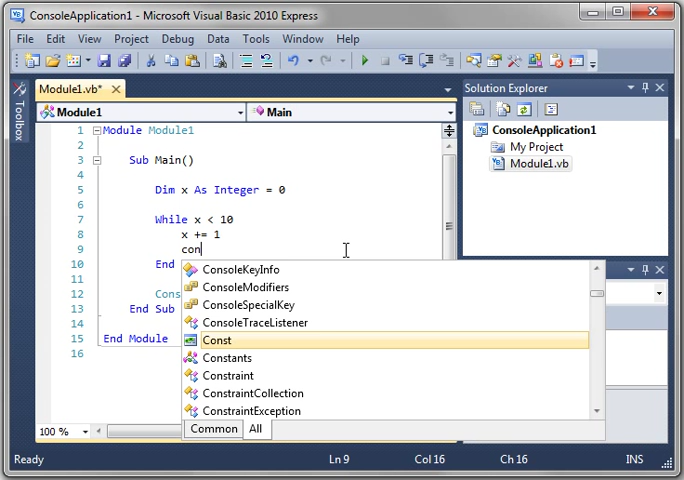 ConsoleApplication1 - Microsoft Visual Basic 2010 Express
File Edit View Project Debug Data Tools Window Help
Module1.vb*
Toolbox
Module1 Main
1 Module Module1
2
3 Sub Main()
4
5 Dim x As Integer = 0
6
7 While x < 10
8 x += 1
9 con
10 End
11
12 Cons
13 End Sub
14
15 End Module
16
ConsoleKeyInfo
ConsoleModifiers
ConsoleSpecialKey
ConsoleTraceListener
Const
Constants
Constraint
ConstraintCollection
ConstraintException
Common All
100 %
Solution Explorer
ConsoleApplication1
My Project
Module1.vb
Ready Ln 9 Col 16 Ch 16 INS